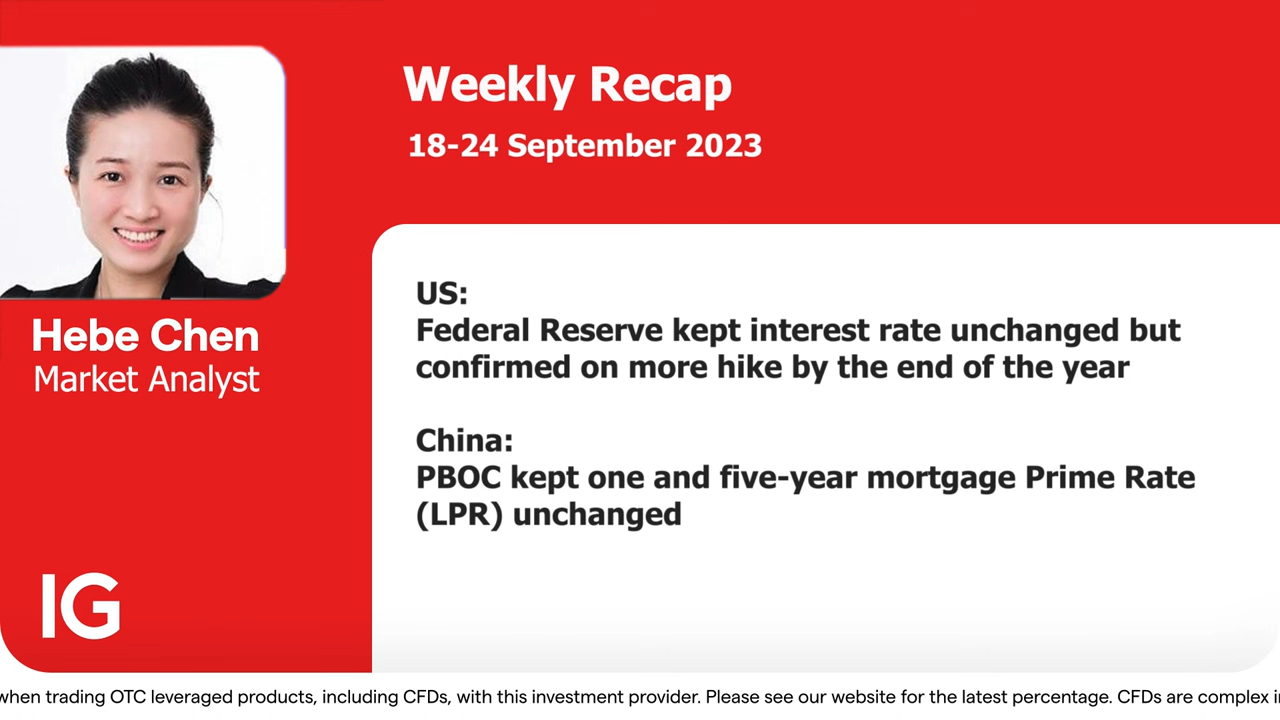 Weekly Recap
18-24 September 2023
Hebe Chen
Market Analyst
US:
Federal Reserve kept interest rate unchanged but
confirmed on more hike by the end of the year
China:
PBOC kept one and five-year mortgage Prime Rate
(LPR) unchanged
IG
when trading OTC leveraged products, including CFDs, with this investment provider. Please see our website for the latest percentage. CFDs are complex